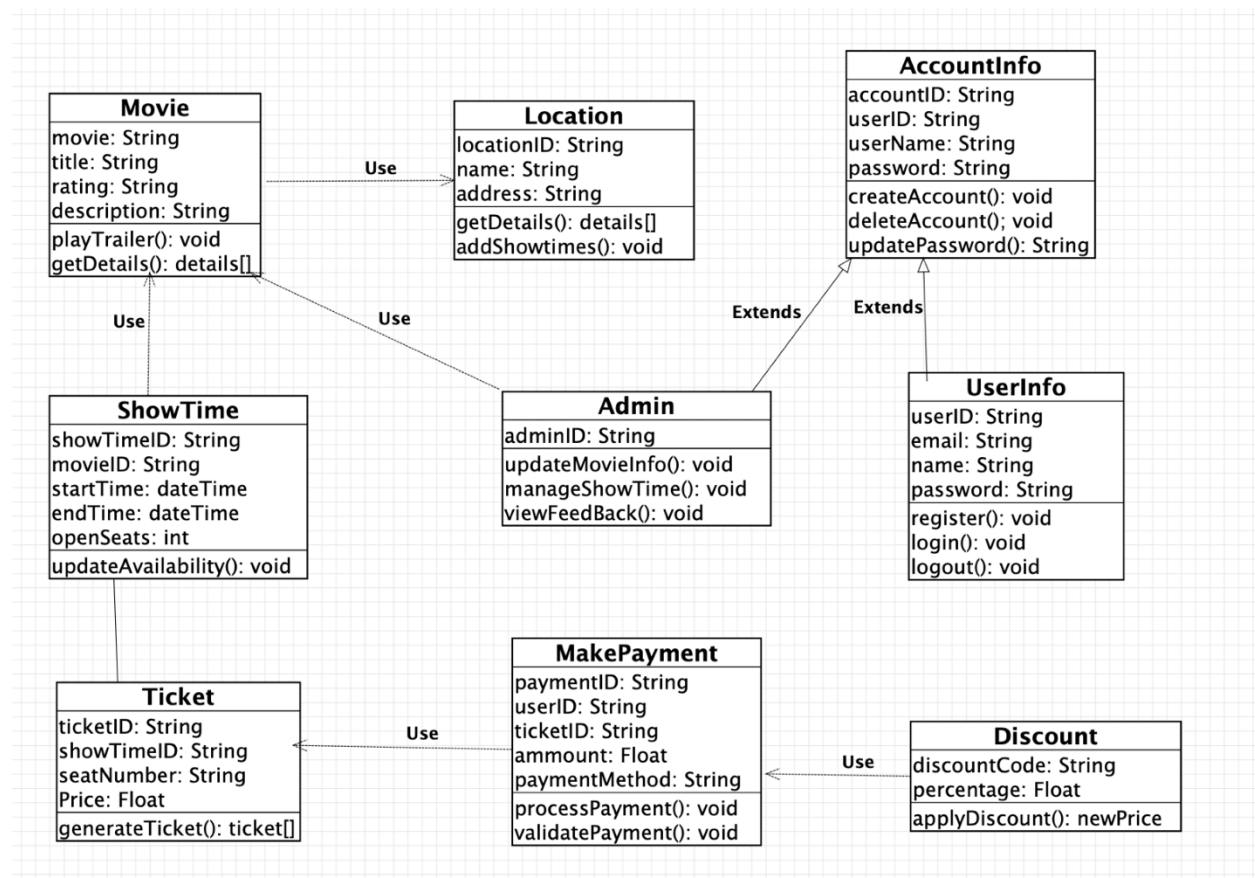 Movie
movie: String
title: String
rating: String
description: String
playTrailer(): void
getDetails(): details[]
Use
Location
locationID: String
name: String
address: String
getDetails(): details[]
addShowtimes(): void
AccountInfo
accountID: String
userID: String
userName: String
password: String
createAccount(): void
deleteAccount(); void
updatePassword(): String
Use
Use
Extends
Extends
ShowTime
showTimeID: String
movieID: String
startTime: dateTime
endTime: dateTime
openSeats: int
updateAvailability(): void
Admin
adminID: String
updateMovieInfo(): void
manageShowTime(): void
viewFeedBack(): void
UserInfo
userID: String
email: String
name: String
password: String
register(): void
login(): void
logout(): void
Ticket
ticketID: String
showTimeID: String
seatNumber: String
Price: Float
generateTicket(): ticket[]
Use
MakePayment
paymentID: String
userID: String
ticketID: String
ammount: Float
paymentMethod: String
processPayment(): void
validatePayment(): void
Use
Discount
discountCode: String
percentage: Float
applyDiscount(): newPrice